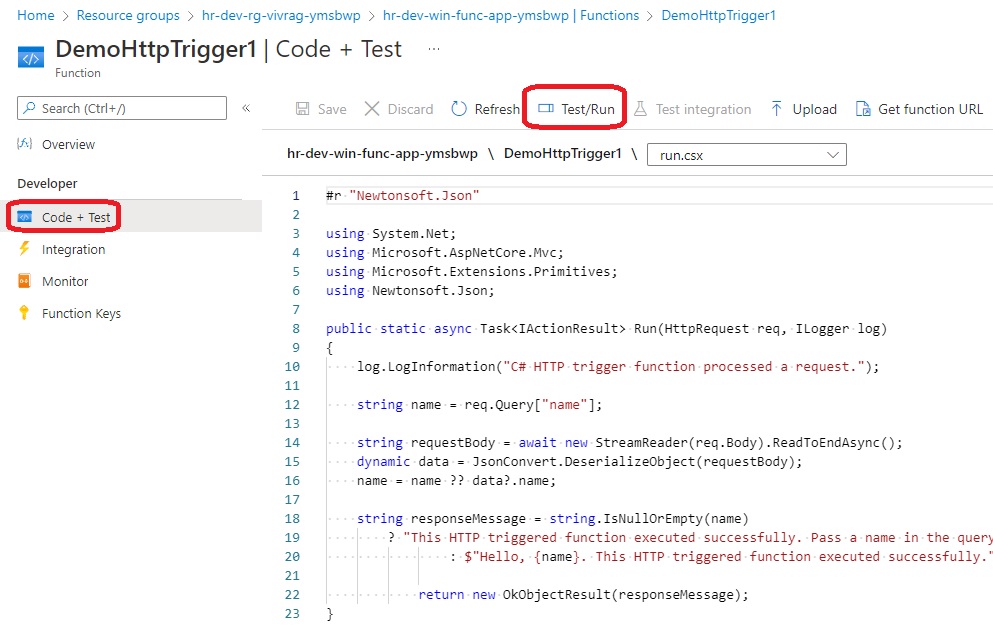 Home > Resource groups > hr-dev-rg-vivrag-ymsbwp > hr-dev-win-func-app-ymsbwp | Functions > DemoHttpTrigger1
DemoHttpTrigger1 | Code + Test ...
Function
Search (Ctrl+/) «
Overview
Developer
Code + Test
Integration
Monitor
Function Keys
Save Discard Refresh Test/Run Test integration Upload Get function URL
hr-dev-win-func-app-ymsbwp \ DemoHttpTrigger1 \ run.csx
1 #r "Newtonsoft.Json"
2
3 using System.Net;
4 using Microsoft.AspNetCore.Mvc;
5 using Microsoft.Extensions.Primitives;
6 using Newtonsoft.Json;
7
8 public static async Task<IActionResult> Run(HttpRequest req, ILogger log)
9 {
10     log.LogInformation("C# HTTP trigger function processed a request.");
11
12     string name = req.Query["name"];
13
14     string requestBody = await new StreamReader(req.Body).ReadToEndAsync();
15     dynamic data = JsonConvert.DeserializeObject(requestBody);
16     name = name ?? data?.name;
17
18     string responseMessage = string.IsNullOrEmpty(name)
19         ? "This HTTP triggered function executed successfully. Pass a name in the query
20                 : $"Hello, {name}. This HTTP triggered function executed successfully."
21
22             return new OkObjectResult(responseMessage);
23 }